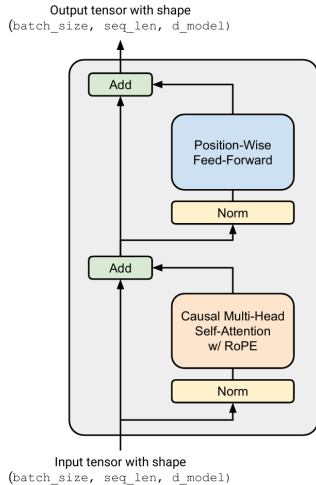 Output tensor with shape
(batch_size, seq_len, d_model)
Add
Position-Wise
Feed-Forward
Norm
Add
Causal Multi-Head
Self-Attention
w/ RoPE
Norm
Input tensor with shape
(batch_size, seq_len, d_model)